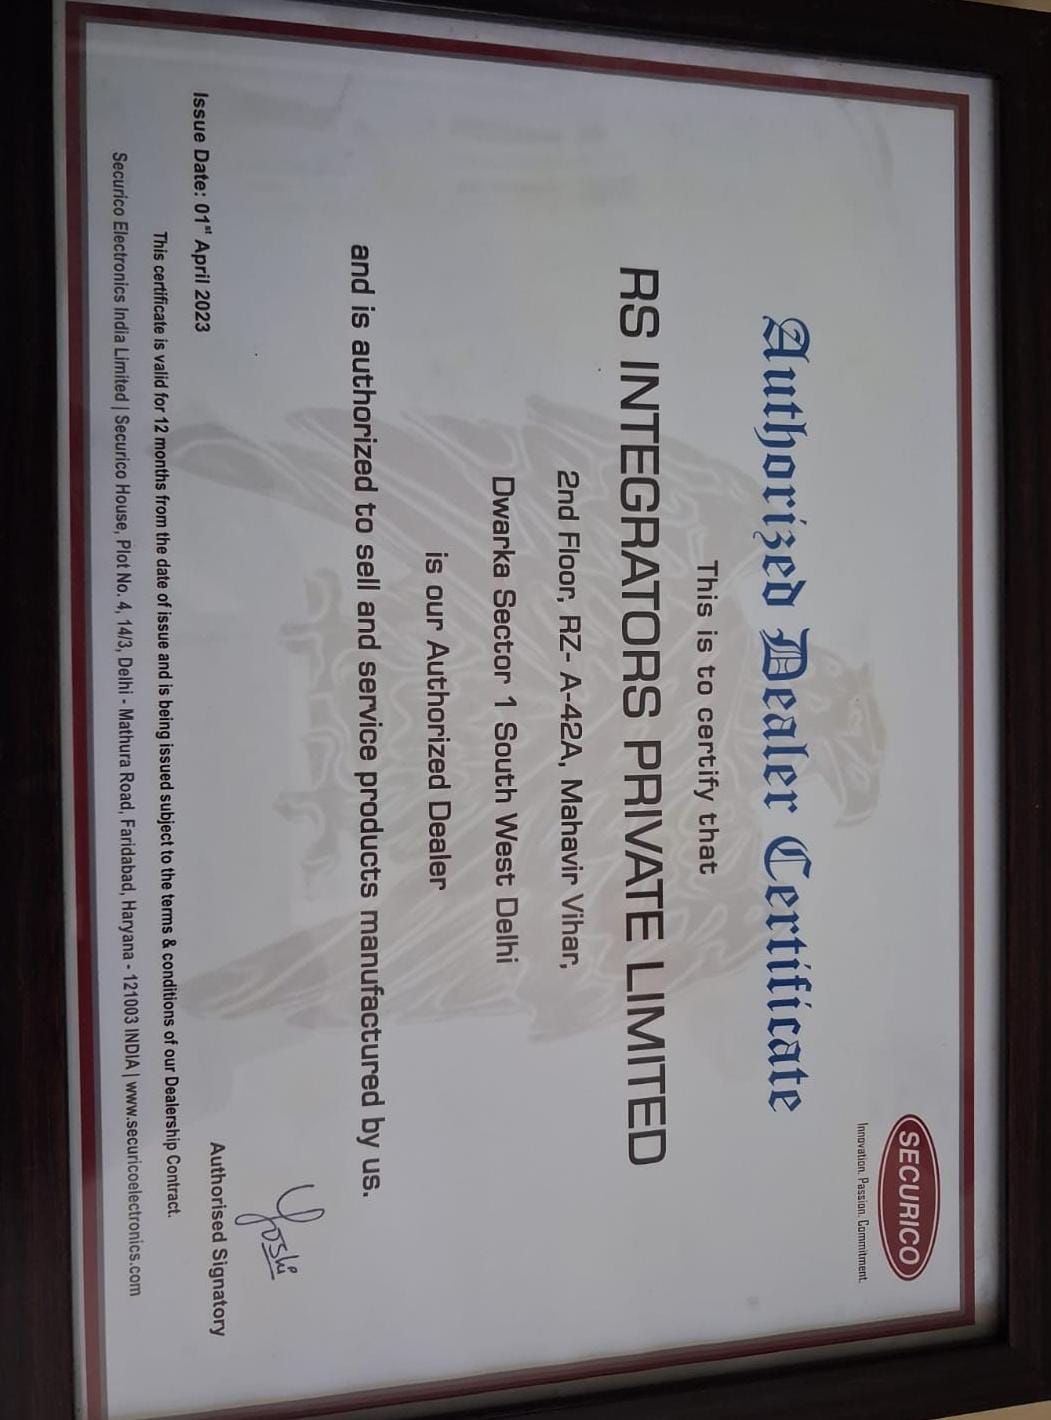 SECURICO
Innovation. Passion. Commitment.
Authorized Dealer Certificate
This is to certify that
RS INTEGRATORS PRIVATE LIMITED
2nd Floor, RZ- A-42A, Mahavir Vihar,
Dwarka Sector 1 South West Delhi
is our Authorized Dealer
and is authorized to sell and service products manufactured by us.
Joshi
Issue Date: 01st April 2023
Authorised Signatory
This certificate is valid for 12 months from the date of issue and is being issued subject to the terms & conditions of our Dealership Contract.
Securico Electronics India Limited | Securico House, Plot No. 4, 14/3, Delhi - Mathura Road, Faridabad, Haryana - 121003 INDIA | www.securicoelectronics.com